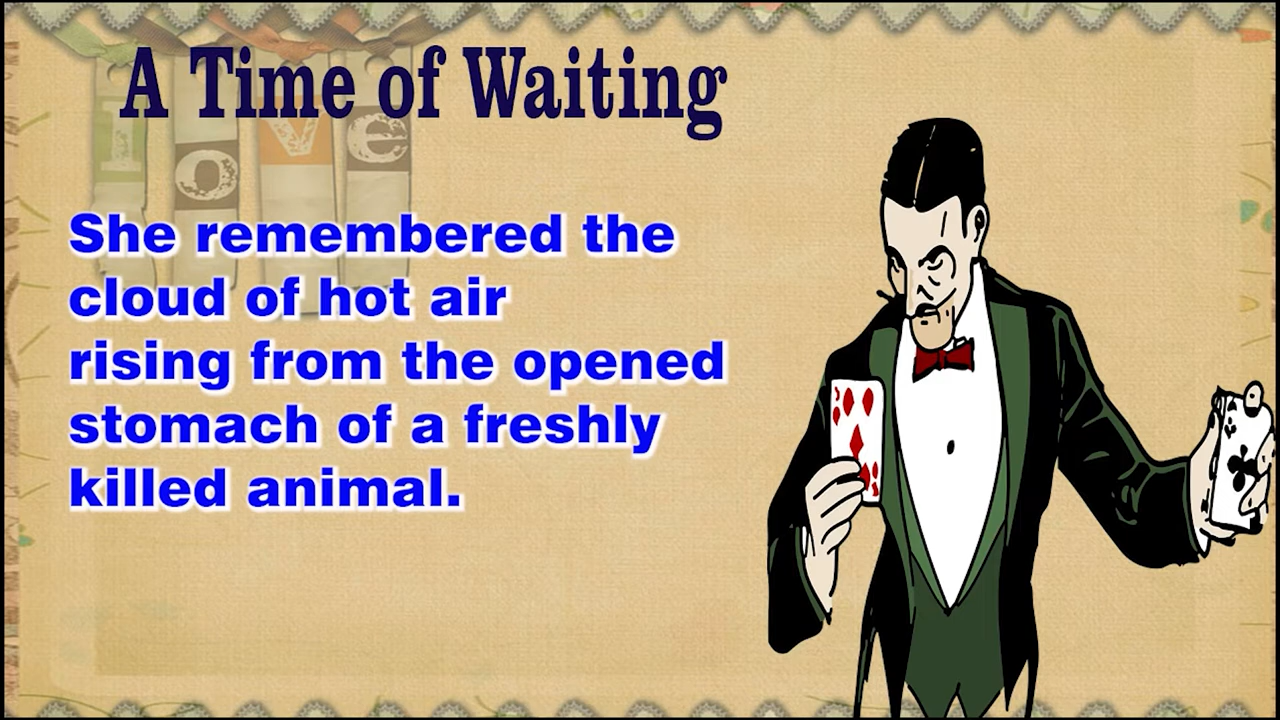 A Time of Waiting
love
She remembered the
cloud of hot air
rising from the opened
stomach of a freshly
killed animal.